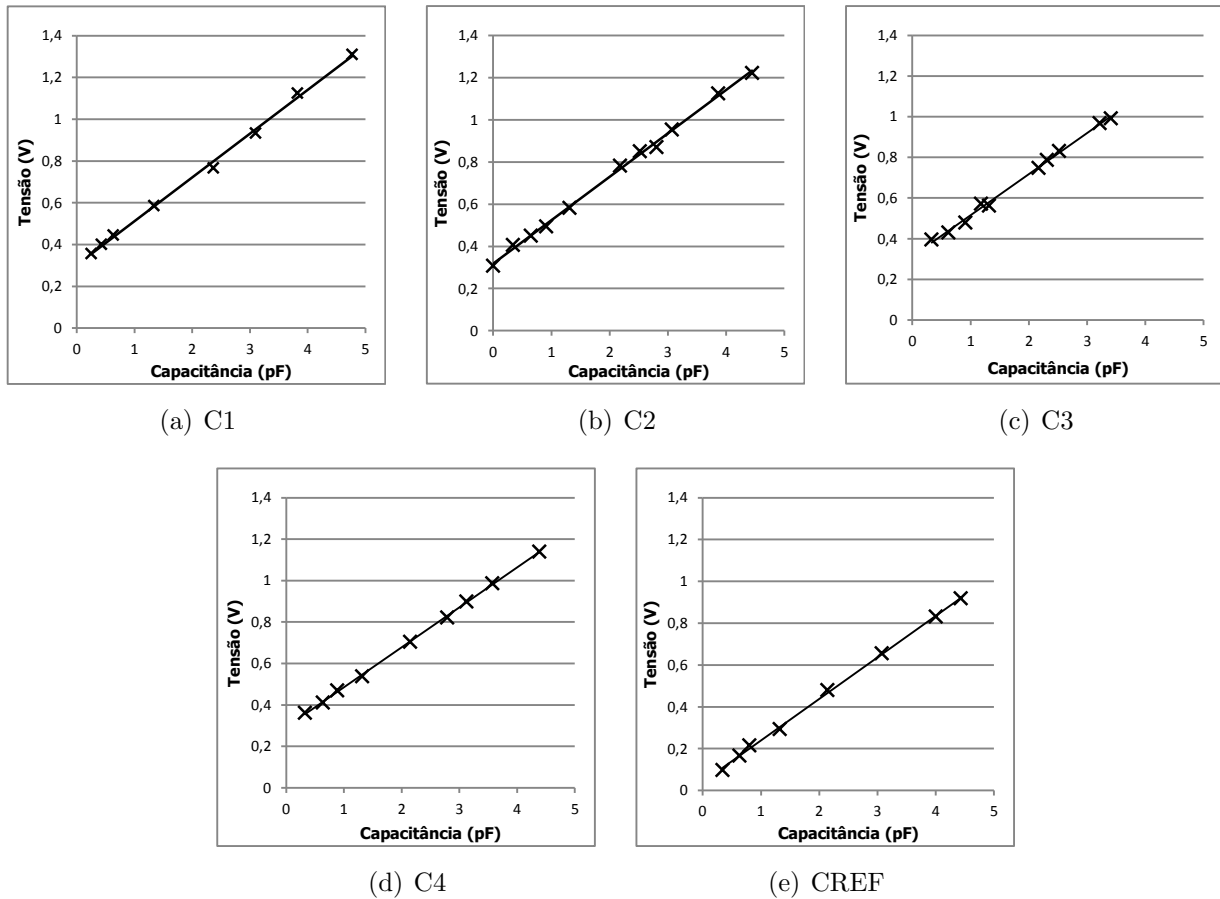 1,4
1,2
1
0,8
0,6
0,4
0,2
0
0 1 2 3 4 5
Tensão (V)
Capacitância (pF)
(a) C1
1,4
1,2
1
0,8
0,6
0,4
0,2
0
0 1 2 3 4 5
Tensão (V)
Capacitância (pF)
(b) C2
1,4
1,2
1
0,8
0,6
0,4
0,2
0
0 1 2 3 4 5
Tensão (V)
Capacitância (pF)
(c) C3
1,4
1,2
1
0,8
0,6
0,4
0,2
0
0 1 2 3 4 5
Tensão (V)
Capacitância (pF)
(d) C4
1,4
1,2
1
0,8
0,6
0,4
0,2
0
0 1 2 3 4 5
Tensão (V)
Capacitância (pF)
(e) CREF